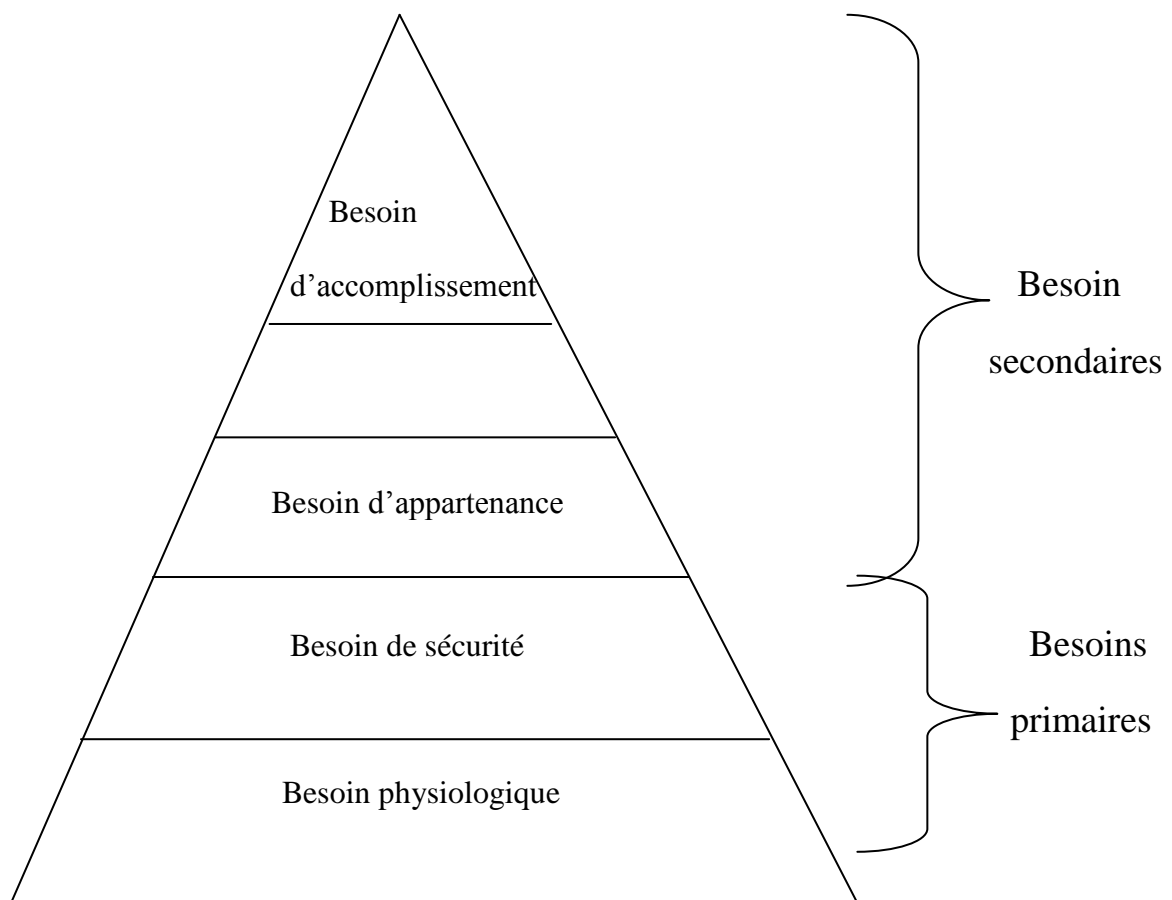 Besoin
d’accomplissement
Besoin
secondaires
Besoin d’appartenance
Besoin de sécurité
Besoins
primaires
Besoin physiologique